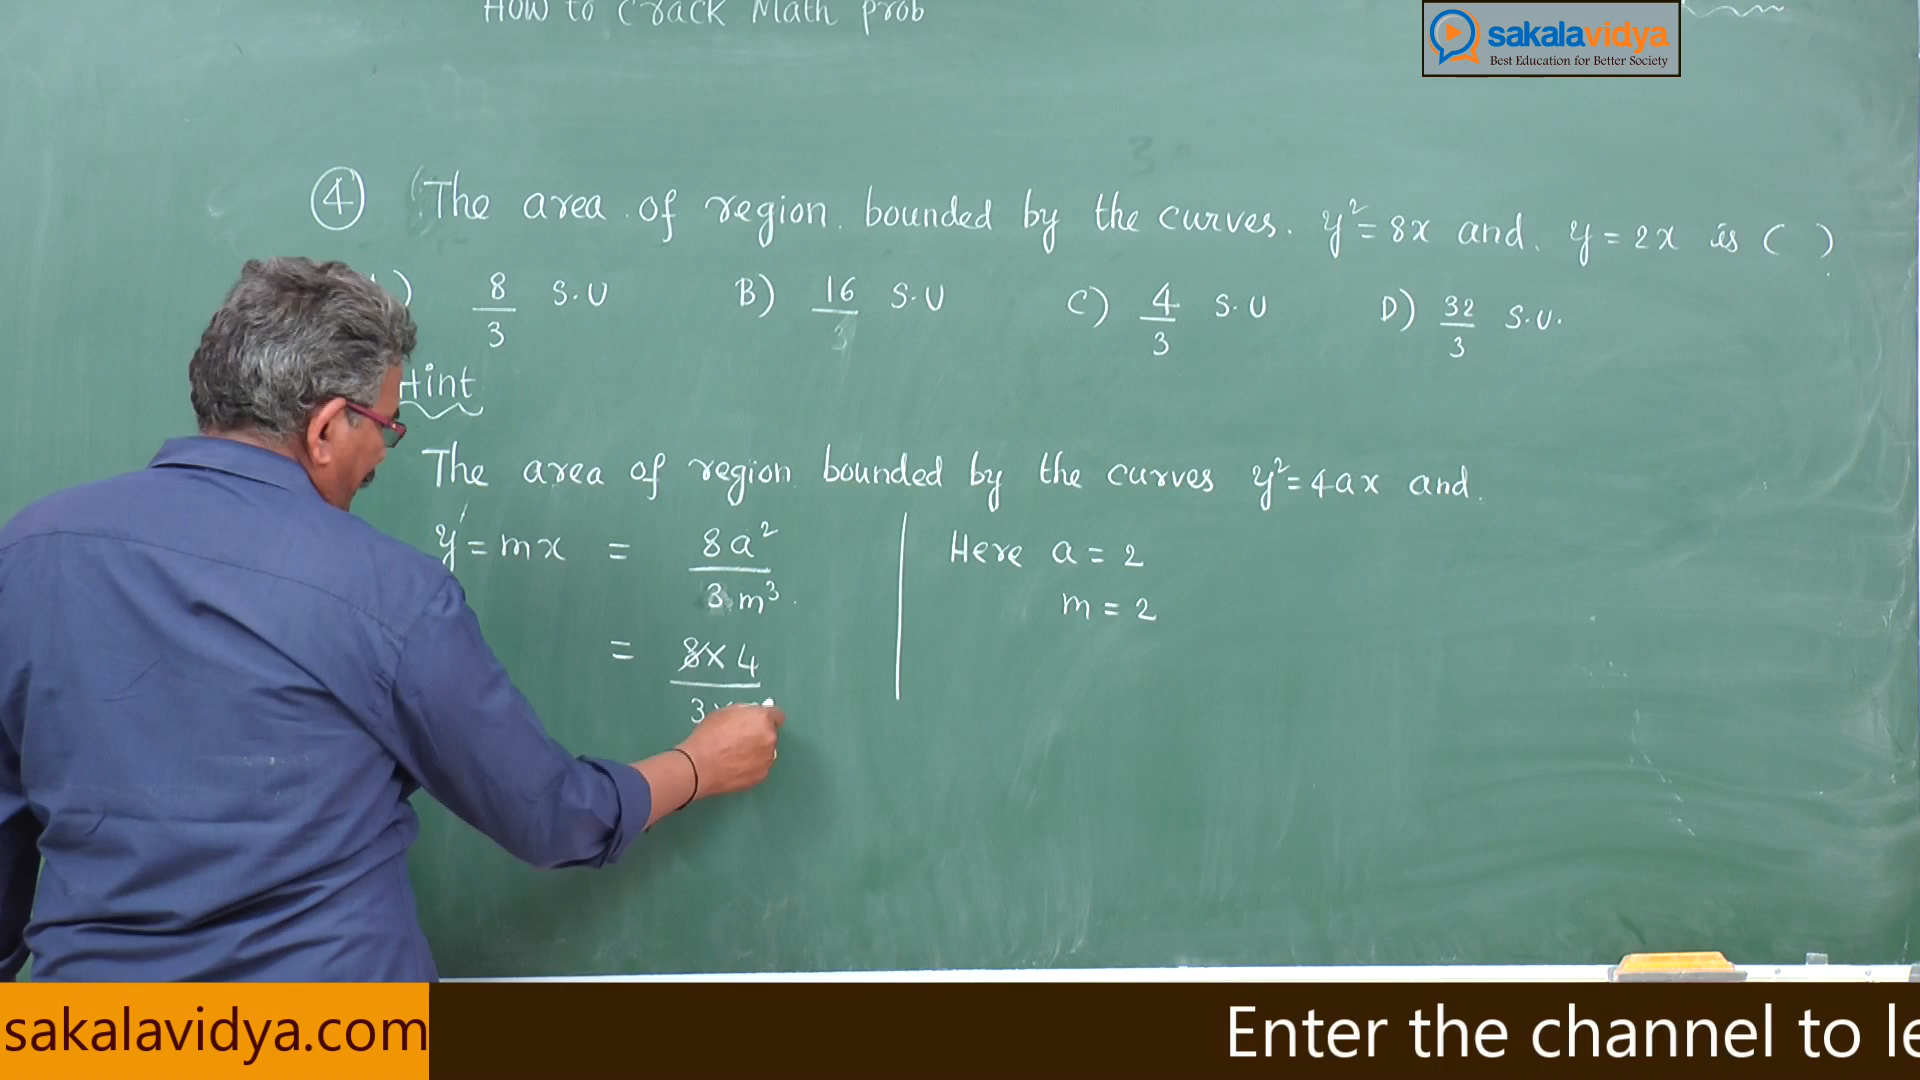 How to Crack Math prob
sakalavidya
Best Education for Better Society
4 The area of region bounded by the curves. y²=8x and. y=2x is ( )
) 8/3 S.U B) 16/3 S.U C) 4/3 S.U D) 32/3 S.U.
Hint
The area of region bounded by the curves y²=4ax and.
y=mx = 8a²/3m³ Here a=2
m=2
= 8×4/3×
sakalavidya.com
Enter the channel to le